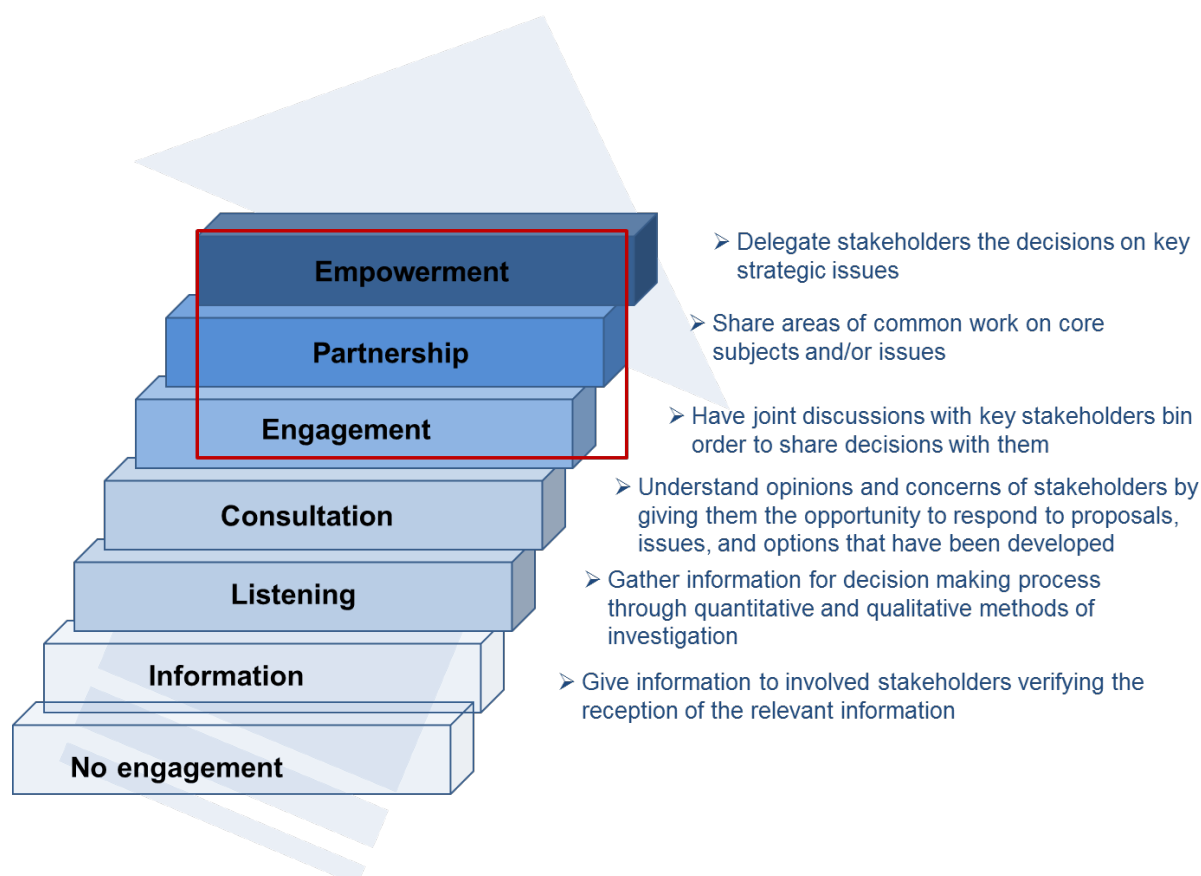 Empowerment
➢ Delegate stakeholders the decisions on key
strategic issues
Partnership
➢ Share areas of common work on core
subjects and/or issues
Engagement
➢ Have joint discussions with key stakeholders bin
order to share decisions with them
Consultation
➢ Understand opinions and concerns of stakeholders by
giving them the opportunity to respond to proposals,
issues, and options that have been developed
Listening
➢ Gather information for decision making process
through quantitative and qualitative methods of
investigation
Information
➢ Give information to involved stakeholders verifying the
reception of the relevant information
No engagement